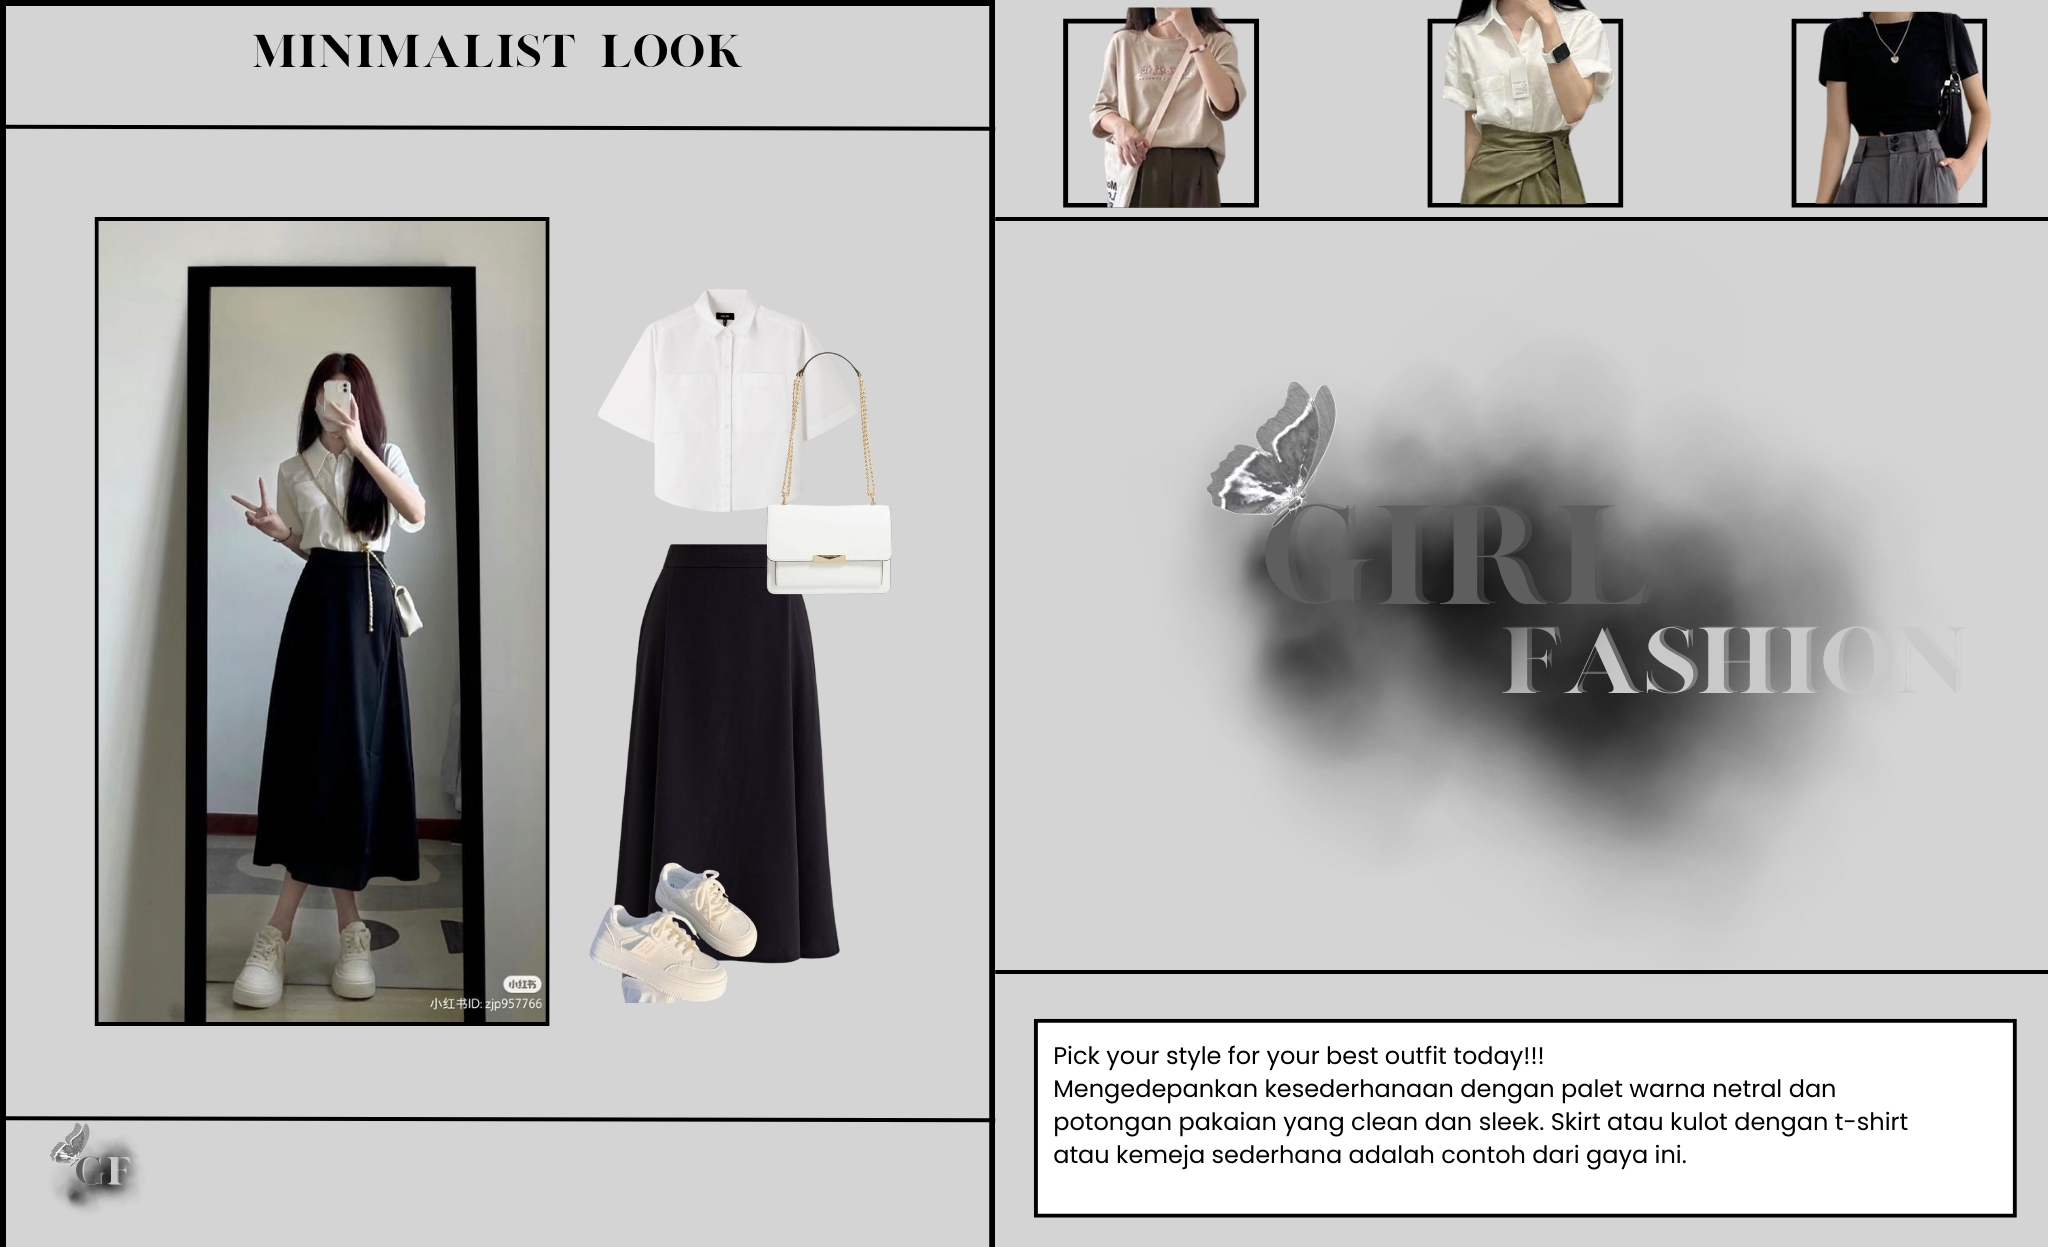 MINIMALIST LOOK
小红书
小红书ID: zjp957766
GF
GIRL
FASHION
Pick your style for your best outfit today!!!
Mengedepankan kesederhanaan dengan palet warna netral dan
potongan pakaian yang clean dan sleek. Skirt atau kulot dengan t-shirt
atau kemeja sederhana adalah contoh dari gaya ini.